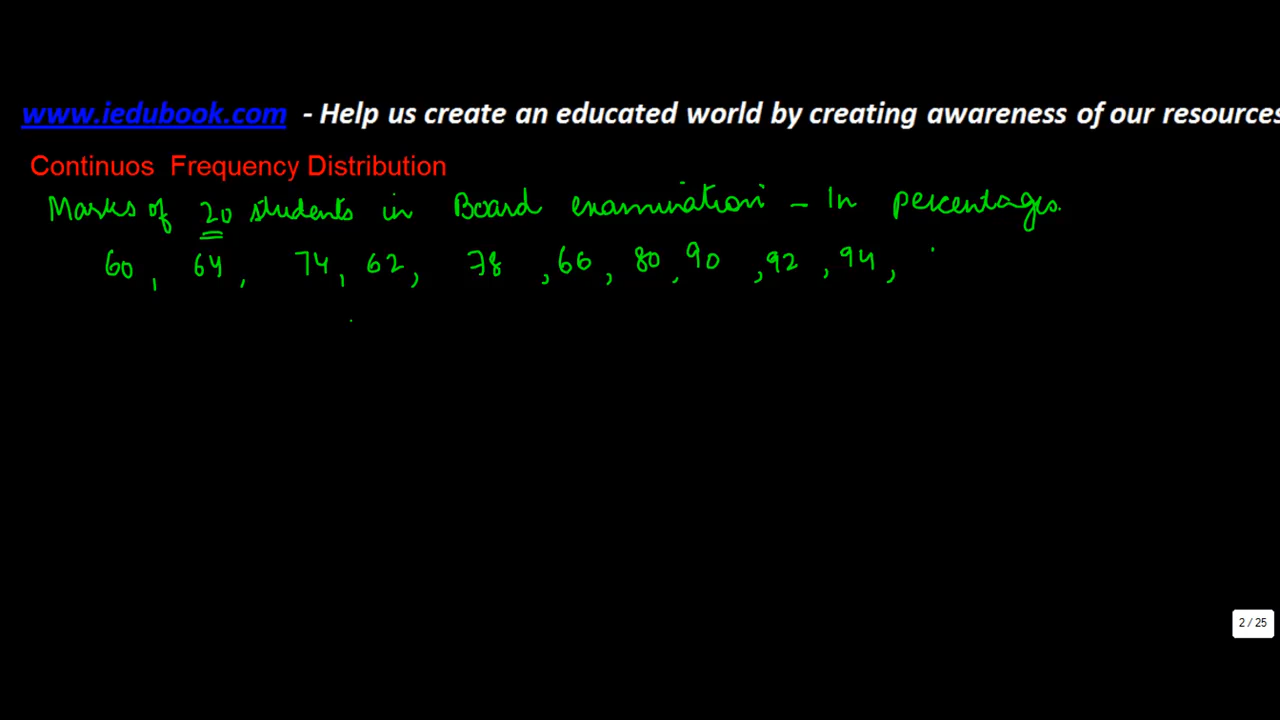 www.iedubook.com - Help us create an educated world by creating awareness of our resources
Continuos Frequency Distribution
Marks of 20 students in Board examination - In percentages.
60, 64, 74, 62, 78, 66, 80, 90, 92, 94,
2 / 25